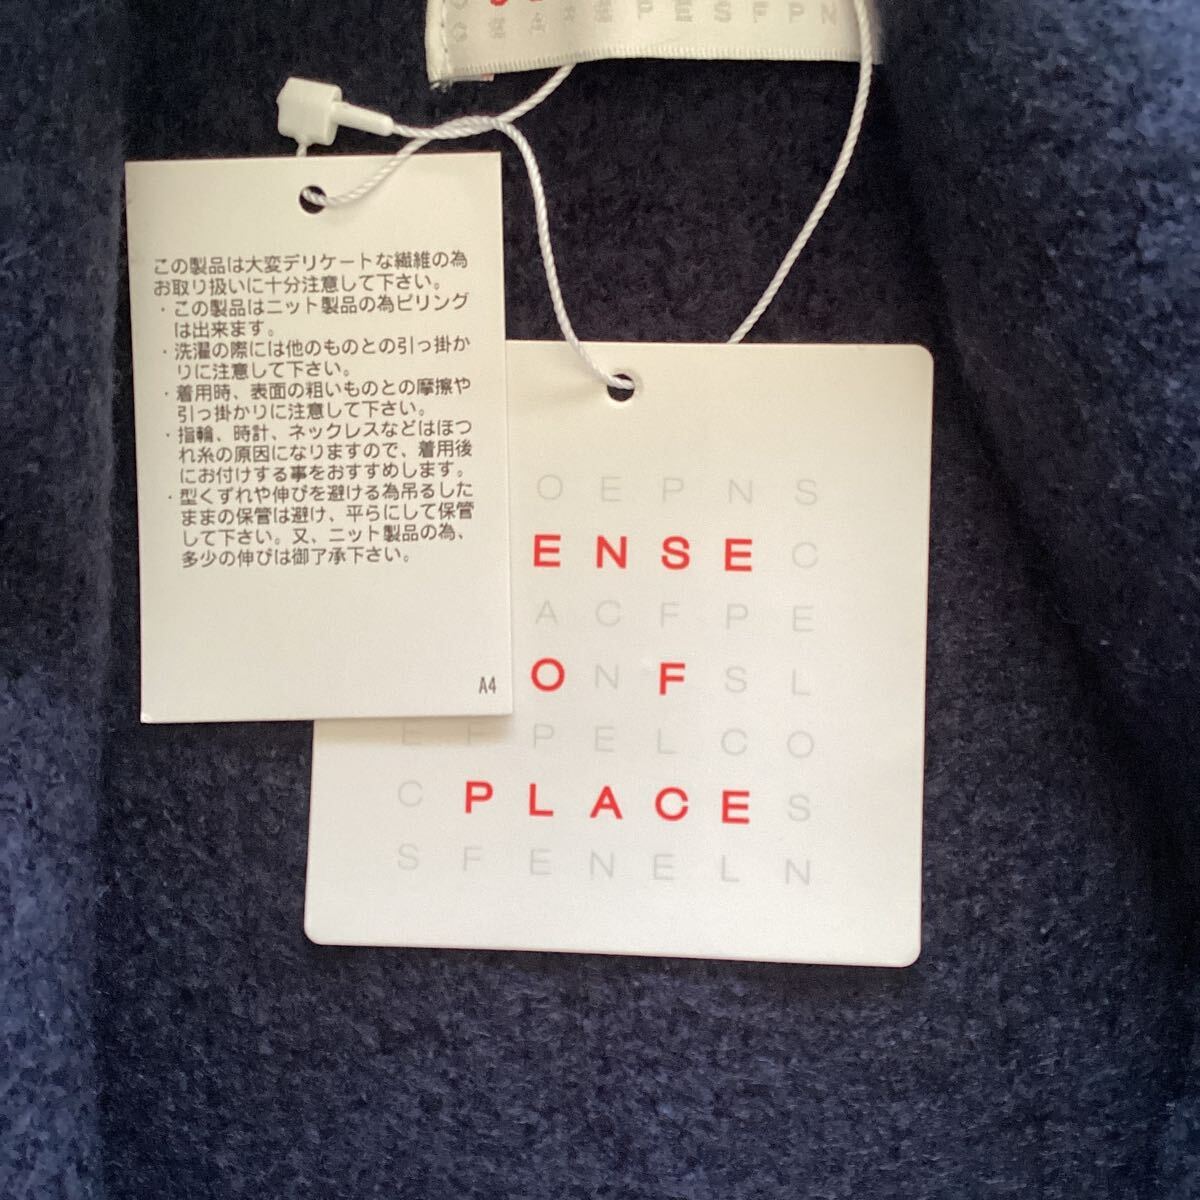 P E S F P N
この製品は大変デリケートな繊維の為
お取り扱いに十分注意して下さい。
・この製品はニット製品の為ピリング
は出来ます。
・洗濯の際には他のものとの引っ掛か
りに注意して下さい。
・着用時、表面の粗いものとの摩擦や
引っ掛かりに注意して下さい。
・指輪、時計、ネックレスなどはほつ
れ糸の原因になりますので、着用後
にお付けする事をおすすめします。
・型くずれや伸びを避ける為吊るした
ままの保管は避け、平らにして保管
して下さい。又、ニット製品の為、
多少の伸びは御了承下さい。
A4
O E P N S
E N S E C
A C F P E
O N F S L
E F P E L C O
C P L A C E S
S F E N E L N